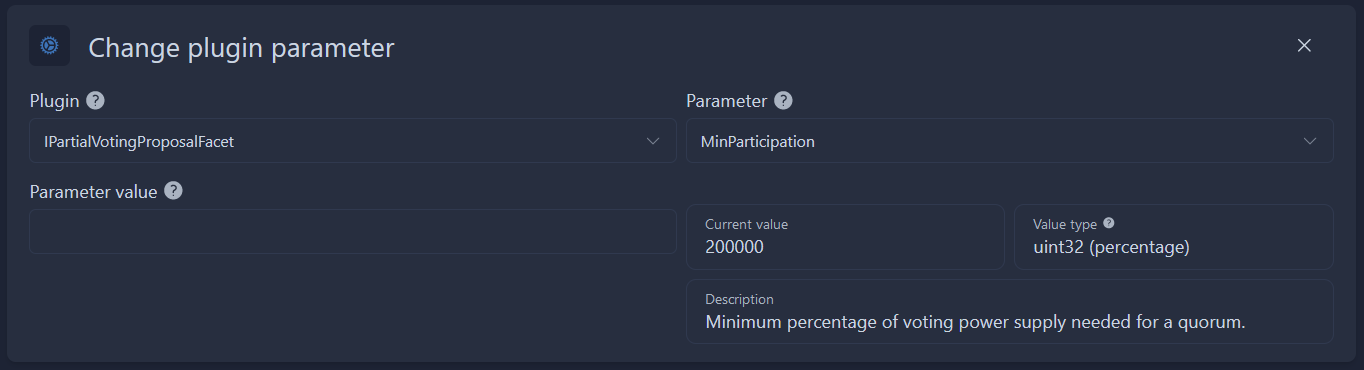 Change plugin parameter
Plugin ?
Parameter ?
IPartialVotingProposalFacet
MinParticipation
Parameter value ?
Current value
200000
Value type ?
uint32 (percentage)
Description
Minimum percentage of voting power supply needed for a quorum.